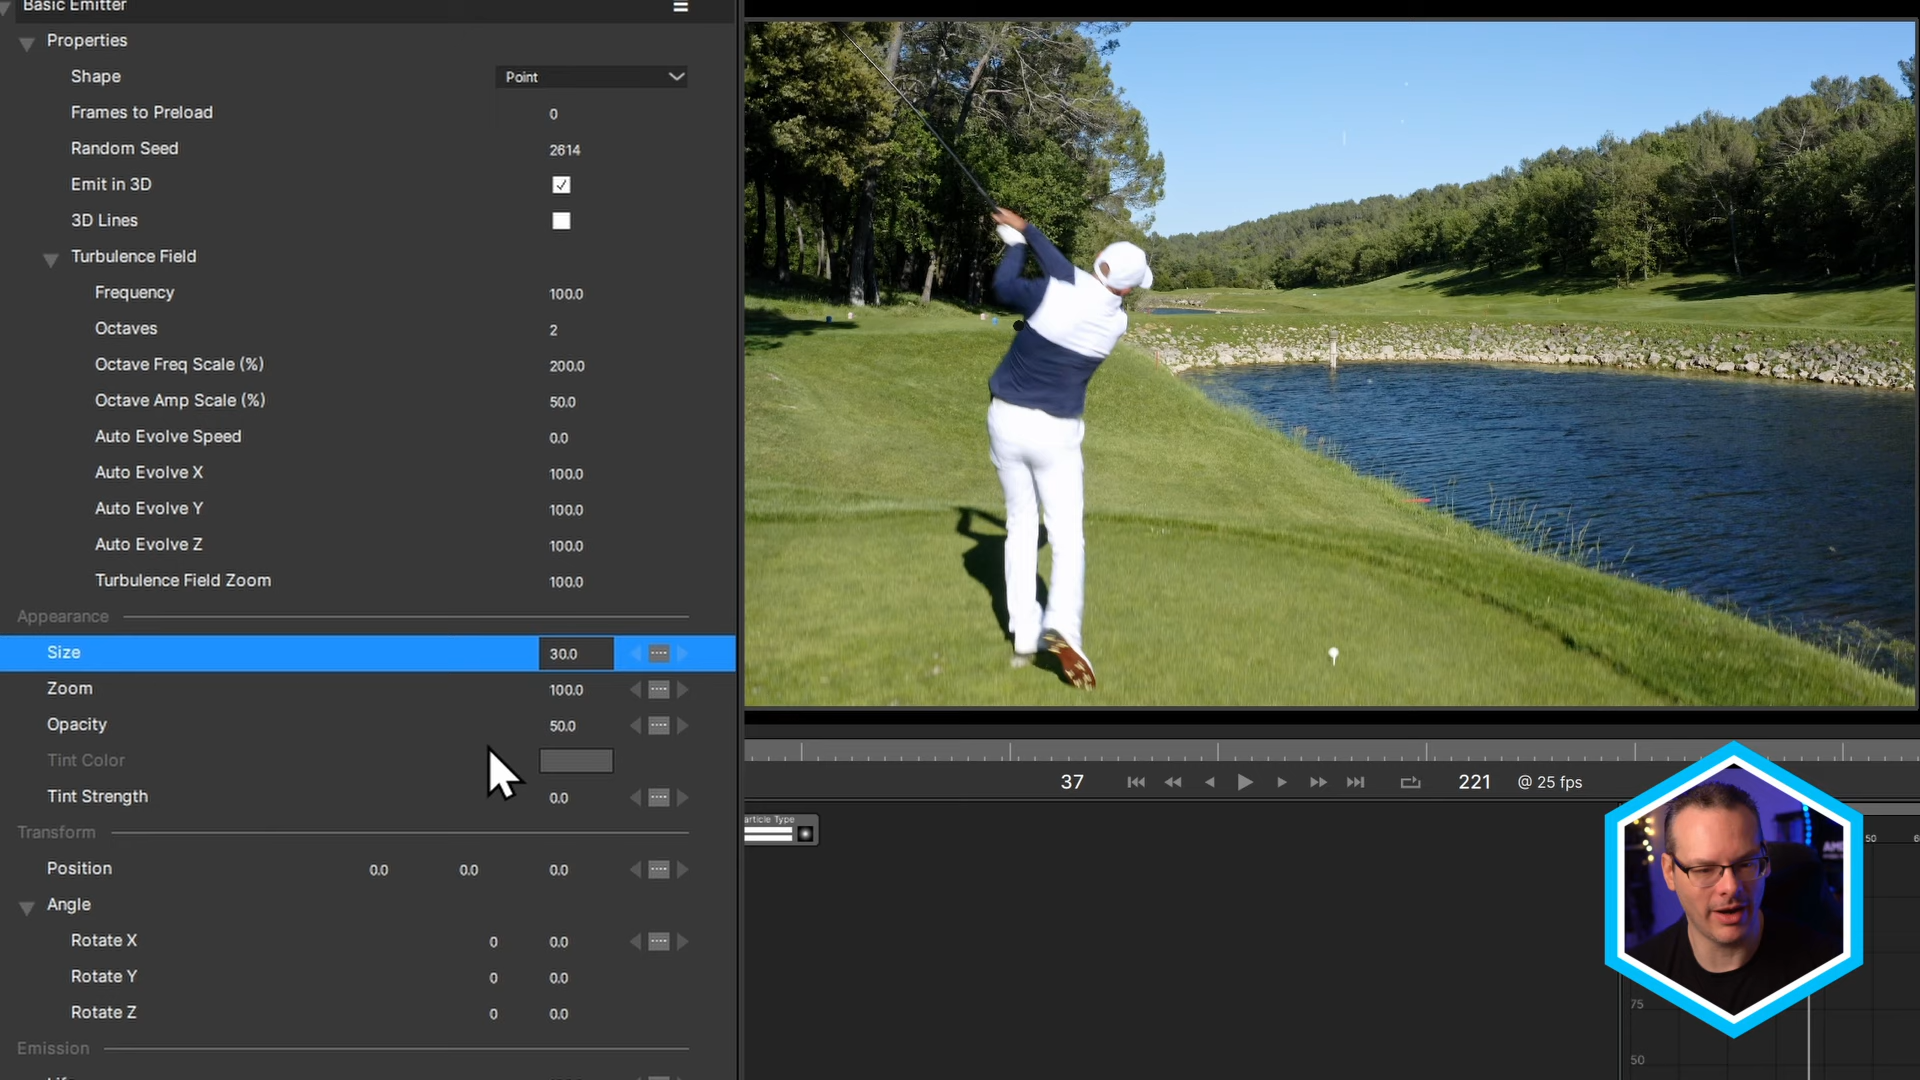 Basic Emitter
Properties
Shape Point
Frames to Preload 0
Random Seed 2614
Emit in 3D
3D Lines
Turbulence Field
Frequency 100.0
Octaves 2
Octave Freq Scale (%) 200.0
Octave Amp Scale (%) 50.0
Auto Evolve Speed 0.0
Auto Evolve X 100.0
Auto Evolve Y 100.0
Auto Evolve Z 100.0
Turbulence Field Zoom 100.0
Appearance
Size 30.0
Zoom 100.0
Opacity 50.0
Tint Color
Tint Strength 0.0
Transform
Position 0.0 0.0 0.0
Angle
Rotate X 0 0.0
Rotate Y 0 0.0
Rotate Z 0 0.0
Emission
37 221 @ 25 fps
article Type
50
75
50